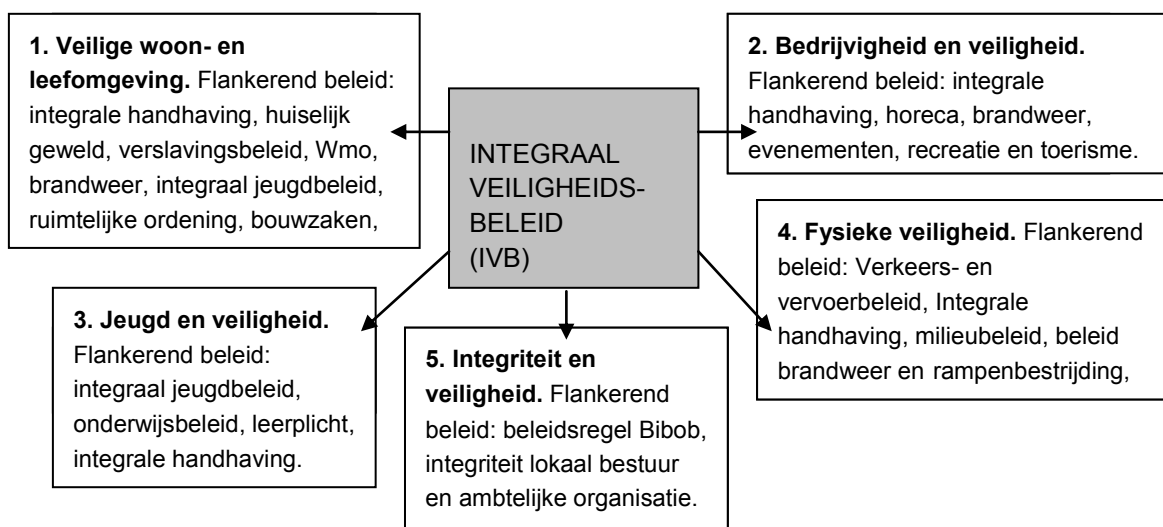 1. Veilige woon- en
leefomgeving. Flankerend beleid:
integrale handhaving, huiselijk
geweld, verslavingsbeleid, Wmo,
brandweer, integraal jeugdbeleid,
ruimtelijke ordening, bouwzaken,
2. Bedrijvigheid en veiligheid.
Flankerend beleid: integrale
handhaving, horeca, brandweer,
evenementen, recreatie en toerisme.
INTEGRAAL
VEILIGHEIDS-
BELEID
(IVB)
3. Jeugd en veiligheid.
Flankerend beleid:
integraal jeugdbeleid,
onderwijsbeleid, leerplicht,
integrale handhaving.
4. Fysieke veiligheid. Flankerend
beleid: Verkeers- en
vervoerbeleid, Integrale
handhaving, milieubeleid, beleid
brandweer en rampenbestrijding,
5. Integriteit en
veiligheid. Flankerend
beleid: beleidsregel Bibob,
integriteit lokaal bestuur
en ambtelijke organisatie.